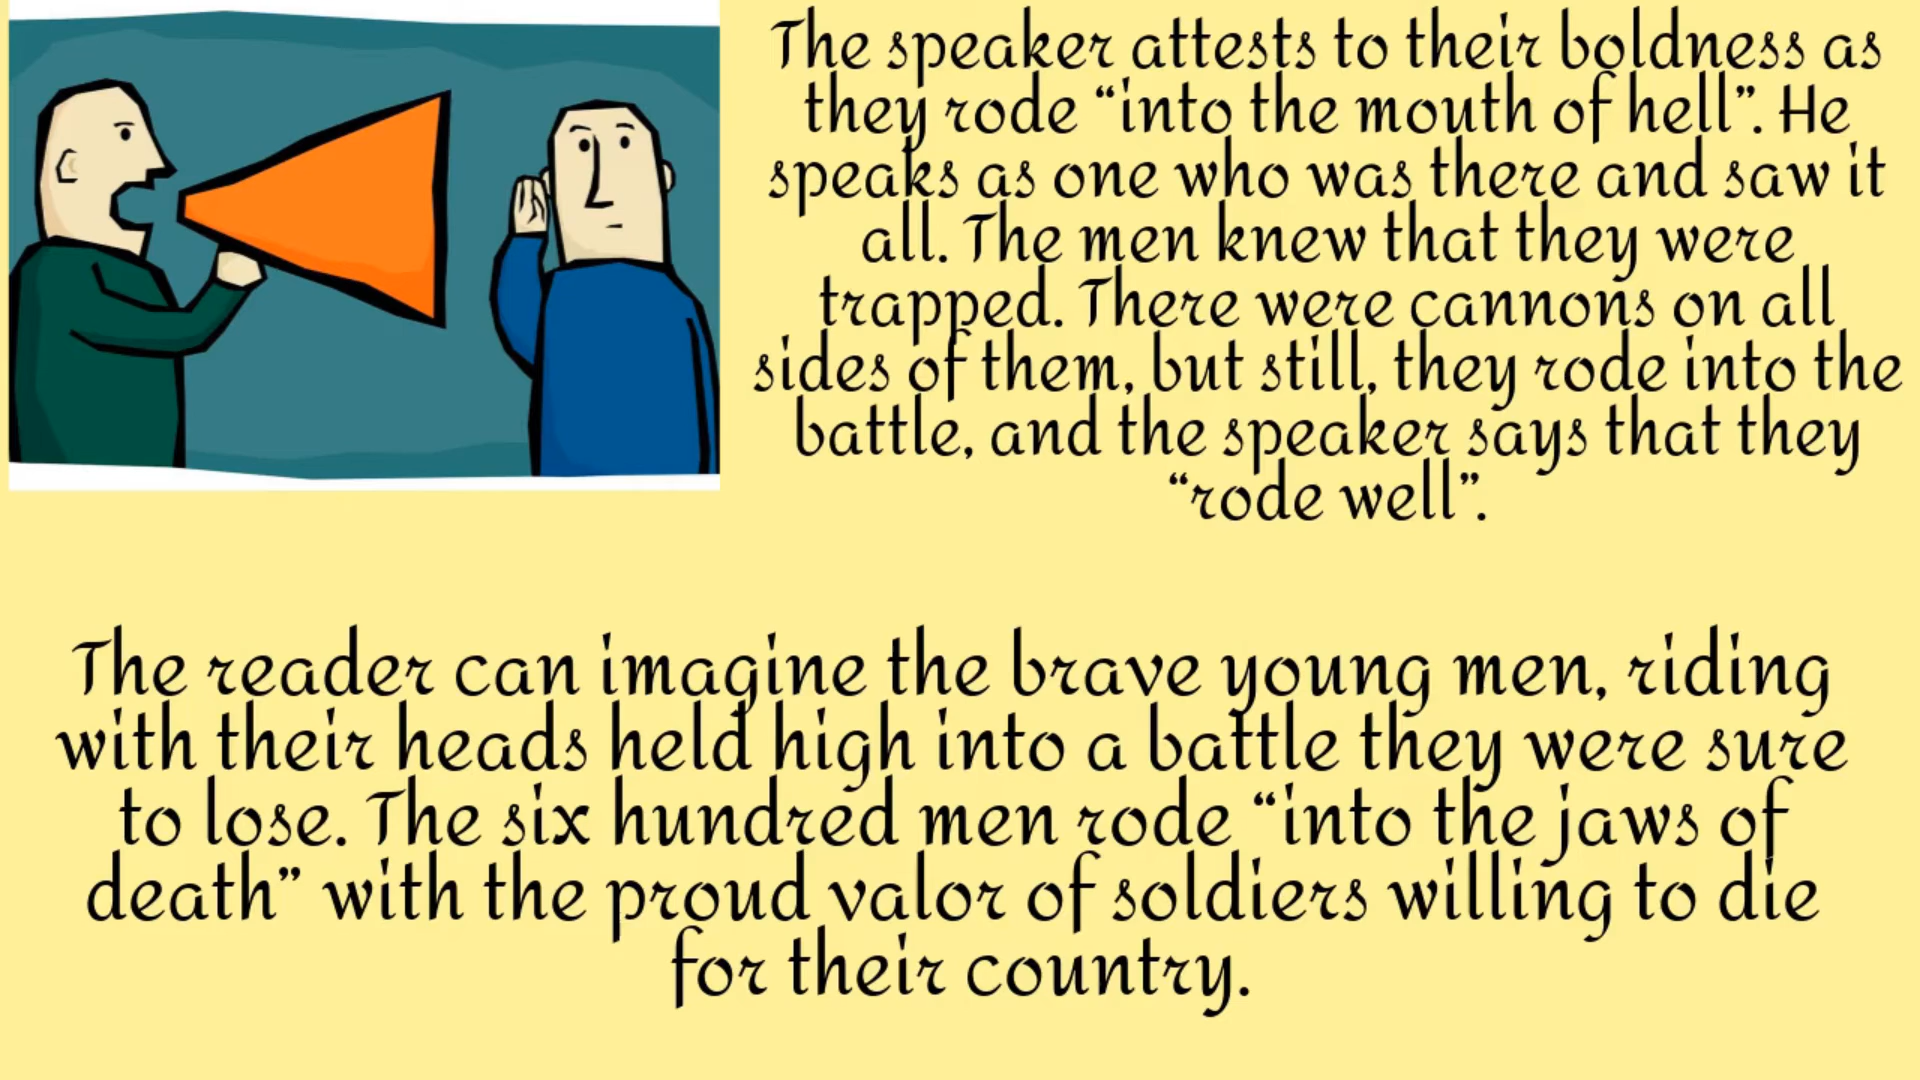 The speaker attests to their boldness as
they rode “into the mouth of hell”. He
speaks as one who was there and saw it
all. The men knew that they were
trapped. There were cannons on all
sides of them, but still, they rode into the
battle, and the speaker says that they
“rode well”.
The reader can imagine the brave young men, riding
with their heads held high into a battle they were sure
to lose. The six hundred men rode “into the jaws of
death” with the proud valor of soldiers willing to die
for their country.